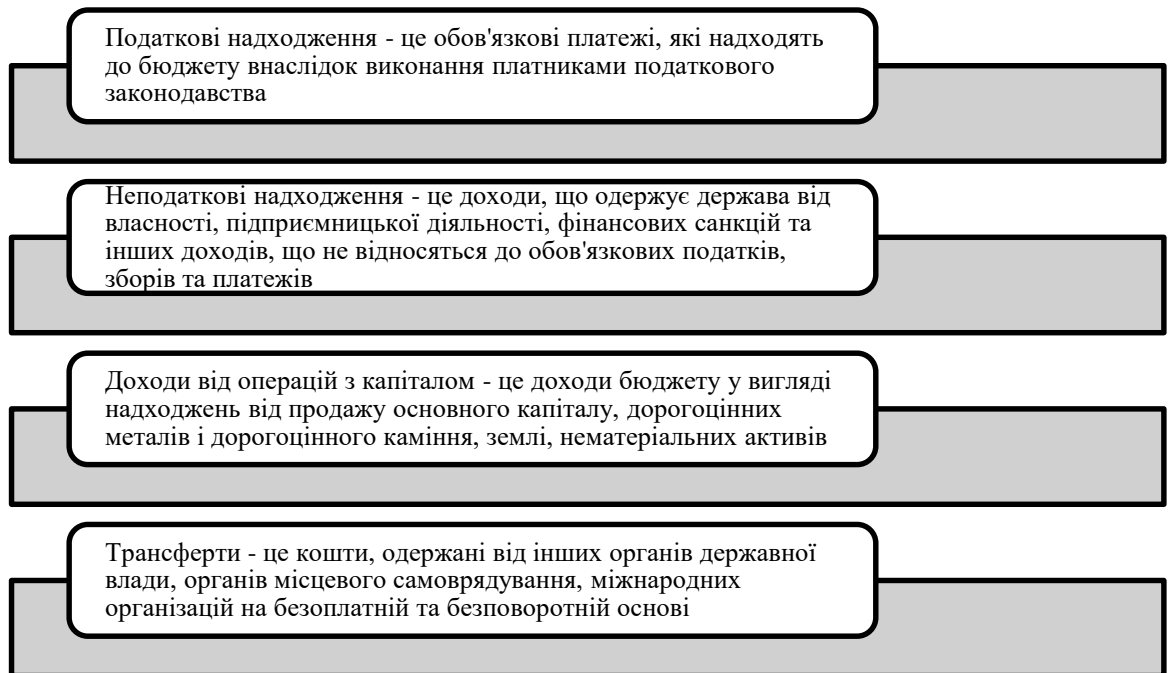 Податкові надходження - це обов'язкові платежі, які надходять
до бюджету внаслідок виконання платниками податкового
законодавства
Неподаткові надходження - це доходи, що одержує держава від
власності, підприємницької діяльності, фінансових санкцій та
інших доходів, що не відносяться до обов'язкових податків,
зборів та платежів
Доходи від операцій з капіталом - це доходи бюджету у вигляді
надходжень від продажу основного капіталу, дорогоцінних
металів і дорогоцінного каміння, землі, нематеріальних активів
Трансферти - це кошти, одержані від інших органів державної
влади, органів місцевого самоврядування, міжнародних
організацій на безоплатній та безповоротній основі